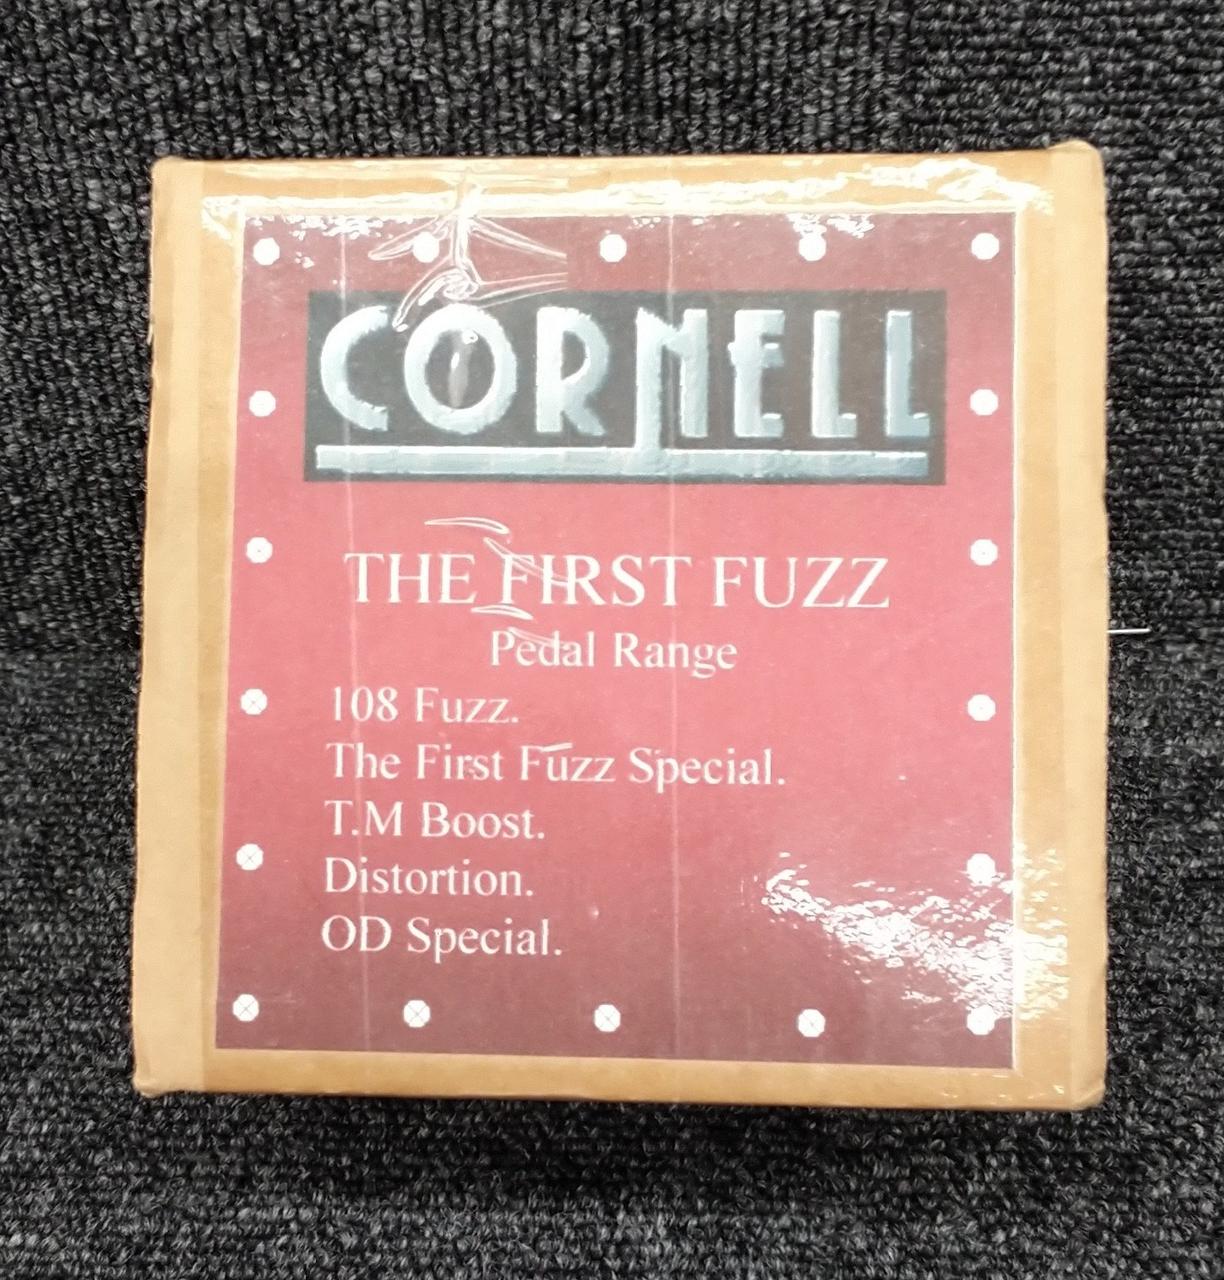 CORNELL
THE FIRST FUZZ
Pedal Range
108 Fuzz.
The First Fuzz Special.
T.M Boost.
Distortion.
OD Special.